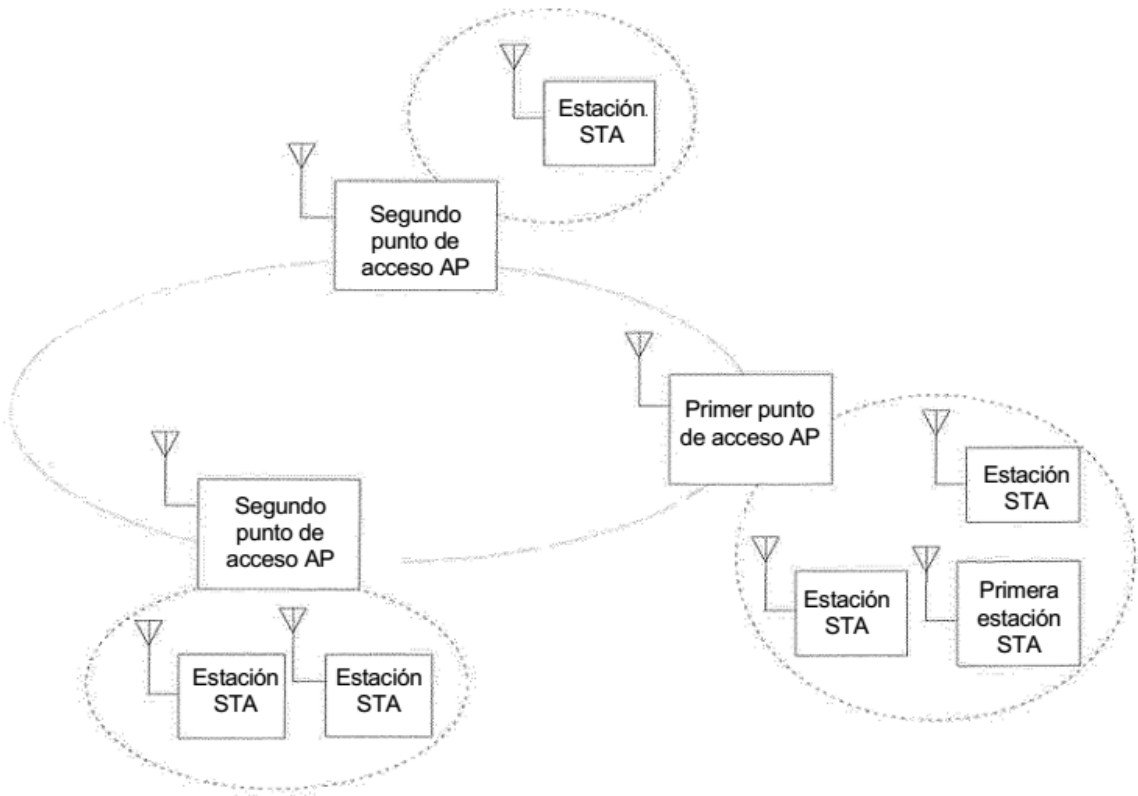 Estación
STA
Segundo
punto de
acceso AP
Primer punto
de acceso AP
Estación
STA
Segundo
punto de
acceso AP
Estación
STA
Primera
estación
STA
Estación
STA
Estación
STA